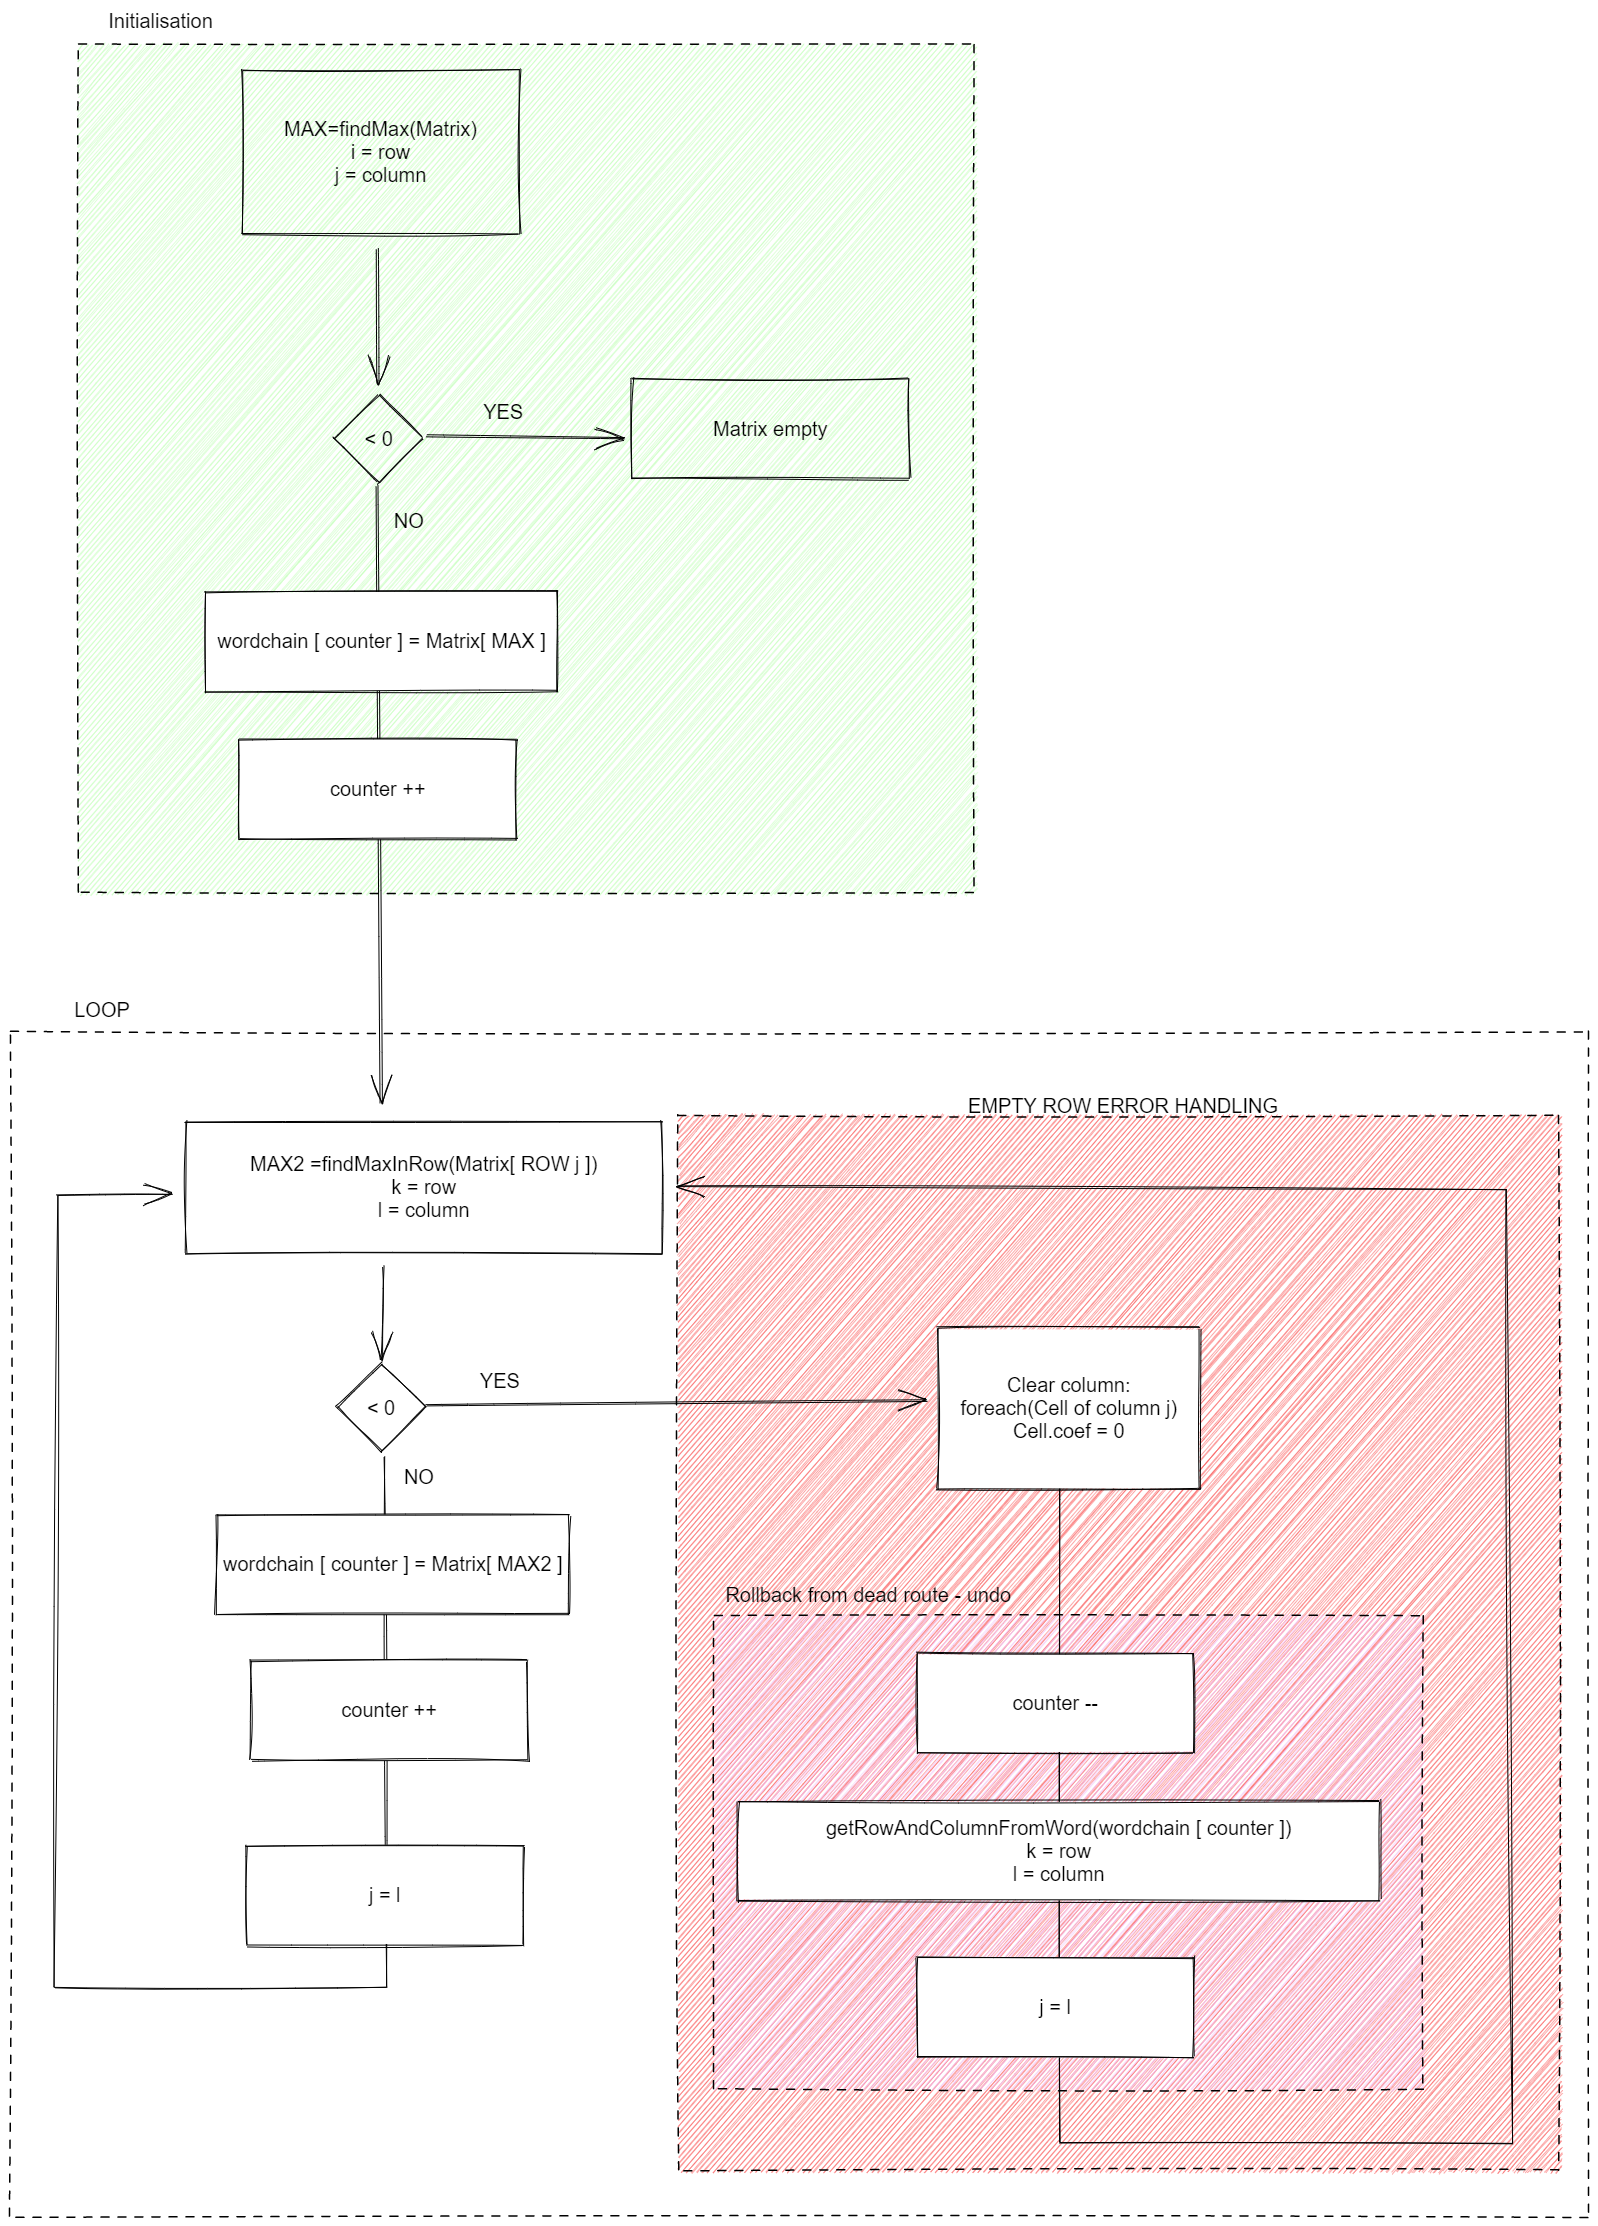 Initialisation
MAX=findMax(Matrix)
i = row
j = column
< 0
YES
Matrix empty
NO
wordchain [ counter ] = Matrix[ MAX ]
counter ++
LOOP
EMPTY ROW ERROR HANDLING
MAX2 =findMaxInRow(Matrix[ ROW j ])
k = row
l = column
< 0
YES
Clear column:
foreach(Cell of column j)
Cell.coef = 0
NO
wordchain [ counter ] = Matrix[ MAX2 ]
Rollback from dead route - undo
counter --
counter ++
getRowAndColumnFromWord(wordchain [ counter ])
k = row
l = column
j = l
j = l